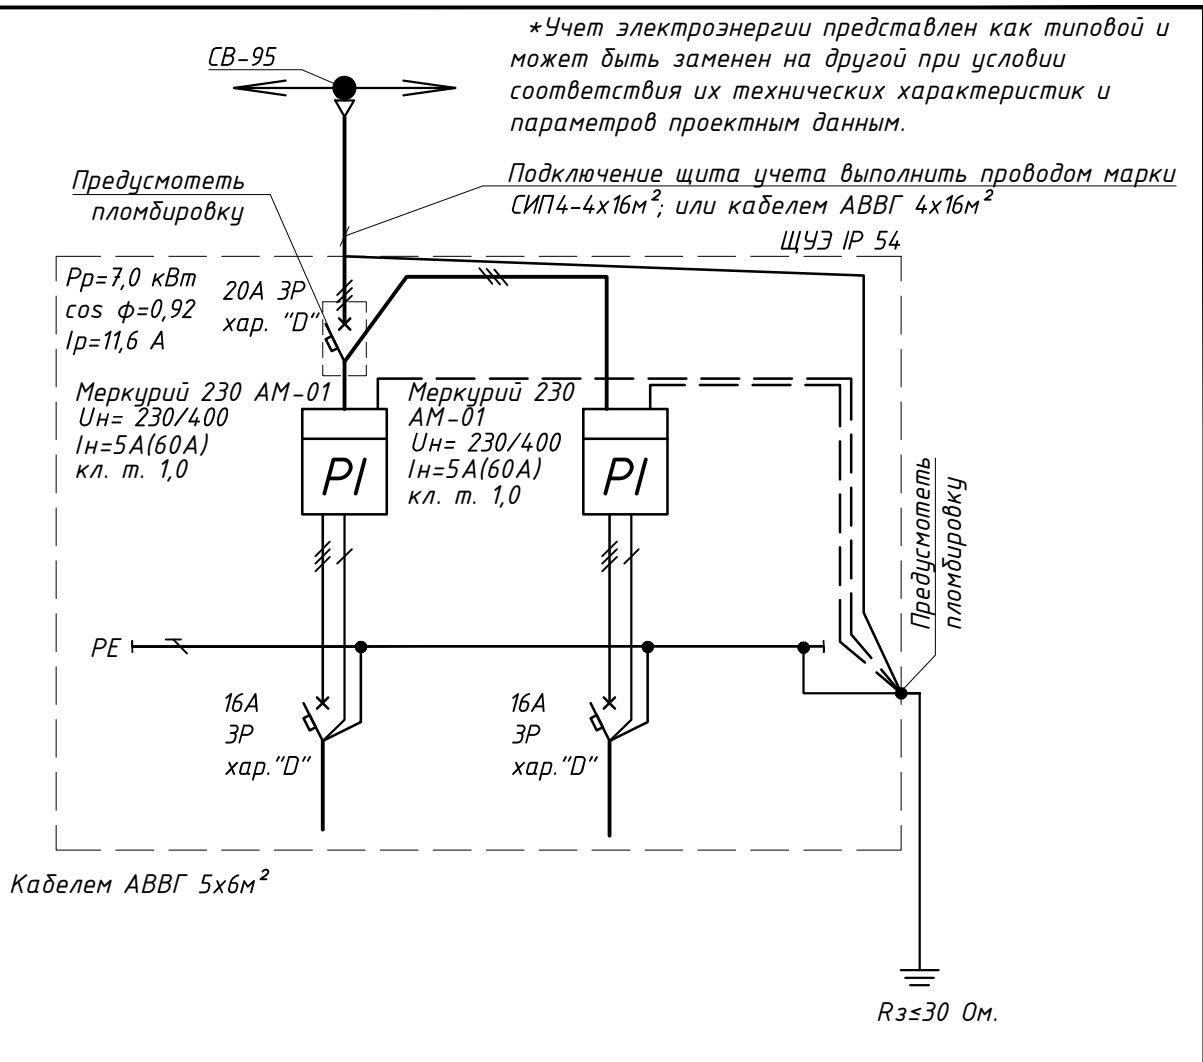 *Учет электроэнергии представлен как типовой и
может быть заменен на другой при условии
соответствия их технических характеристик и
параметров проектным данным.
СВ-95
Предусмотеть
пломбировку
Подключение щита учета выполнить проводом марки
СИП4-4х16м²; или кабелем АВВГ 4х16м²
ЩУЭ IP 54
Рр=7,0 кВт
cos ф=0,92
Iр=11,6 А
20А 3Р
хар. "D"
Меркурий 230 АМ-01
Uн= 230/400
Iн=5А(60А)
кл. т. 1,0
Меркурий 230
АМ-01
Uн= 230/400
Iн=5А(60А)
кл. т. 1,0
PI
PI
Предусмотеть
пломбировку
PE
16А
3Р
хар."D"
16А
3Р
хар."D"
Кабелем АВВГ 5х6м²
Rз≤30 Ом.